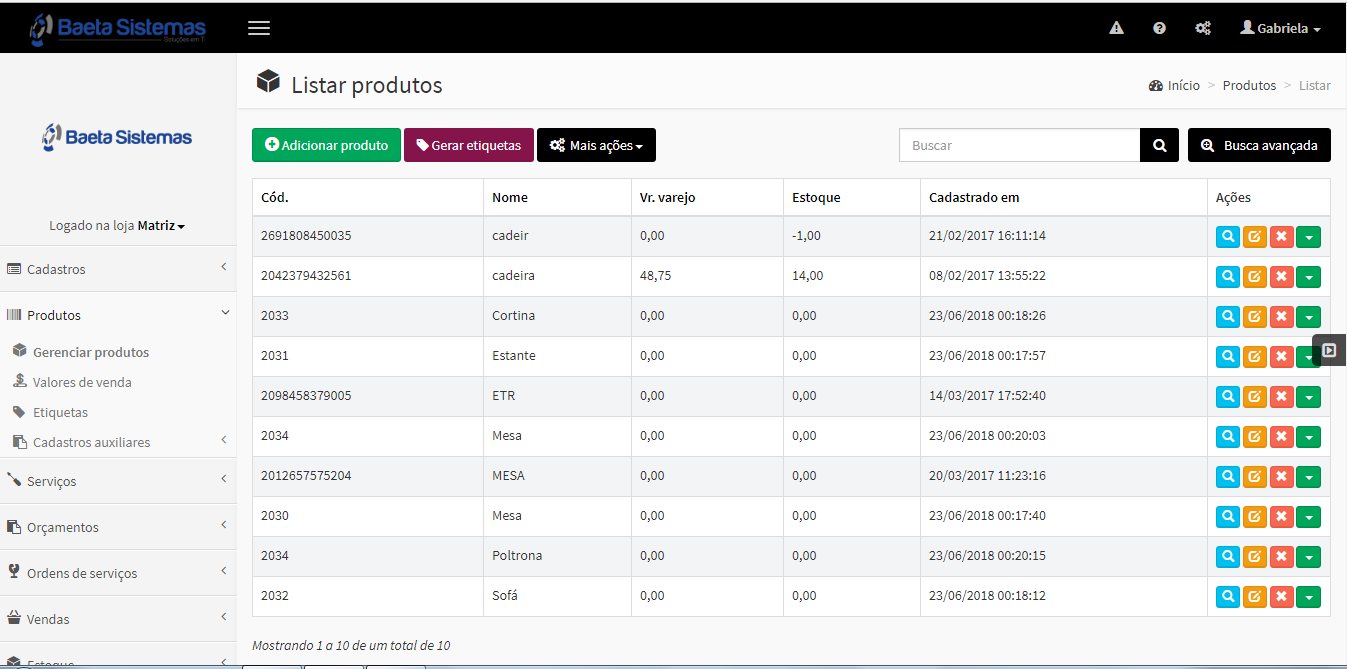 Baeta Sistemas
Soluções em TI
Gabriela
Baeta Sistemas
Logado na loja Matriz
Cadastros
Produtos
Gerenciar produtos
Valores de venda
Etiquetas
Cadastros auxiliares
Serviços
Orçamentos
Ordens de serviços
Vendas
Estoque
Listar produtos
Início > Produtos > Listar
Adicionar produto Gerar etiquetas Mais ações Buscar Busca avançada
Cód. Nome Vr. varejo Estoque Cadastrado em Ações
2691808450035 cadeir 0,00 -1,00 21/02/2017 16:11:14
2042379432561 cadeira 48,75 14,00 08/02/2017 13:55:22
2033 Cortina 0,00 0,00 23/06/2018 00:18:26
2031 Estante 0,00 0,00 23/06/2018 00:17:57
2098458379005 ETR 0,00 0,00 14/03/2017 17:52:40
2034 Mesa 0,00 0,00 23/06/2018 00:20:03
2012657575204 MESA 0,00 0,00 20/03/2017 11:23:16
2030 Mesa 0,00 0,00 23/06/2018 00:17:40
2034 Poltrona 0,00 0,00 23/06/2018 00:20:15
2032 Sofá 0,00 0,00 23/06/2018 00:18:12
Mostrando 1 a 10 de um total de 10